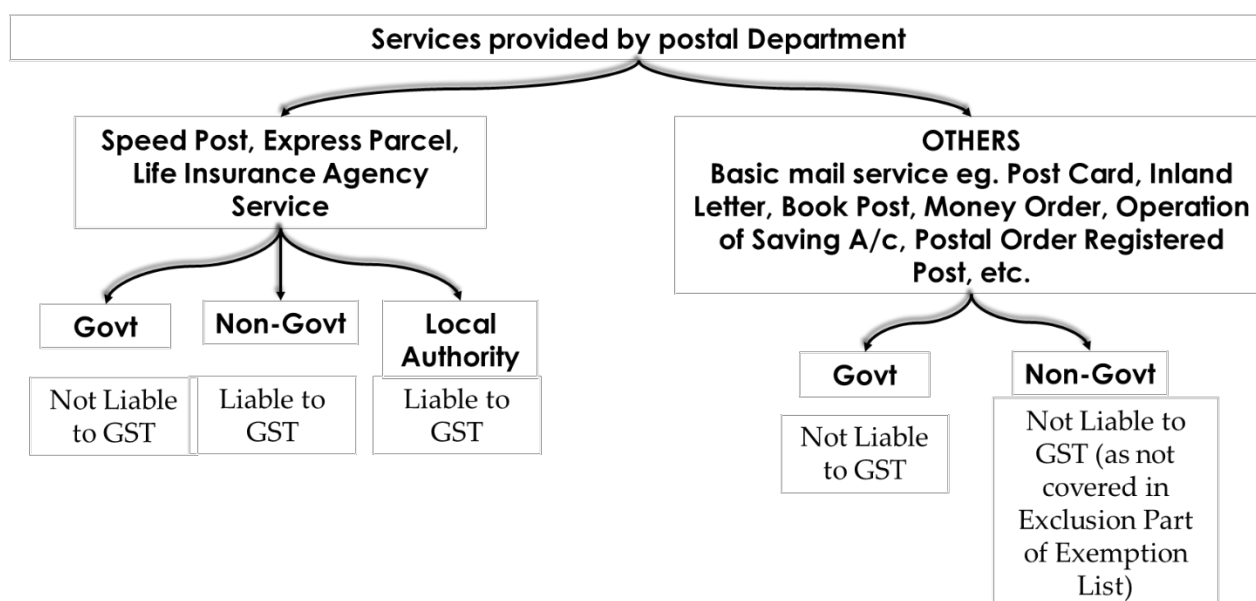 Services provided by postal Department
Speed Post, Express Parcel,
Life Insurance Agency
Service
OTHERS
Basic mail service eg. Post Card, Inland
Letter, Book Post, Money Order, Operation
of Saving A/c, Postal Order Registered
Post, etc.
Govt
Non-Govt
Local
Authority
Not Liable
to GST
Liable to
GST
Liable to
GST
Govt
Non-Govt
Not Liable
to GST
Not Liable to
GST (as not
covered in
Exclusion Part
of Exemption
List)